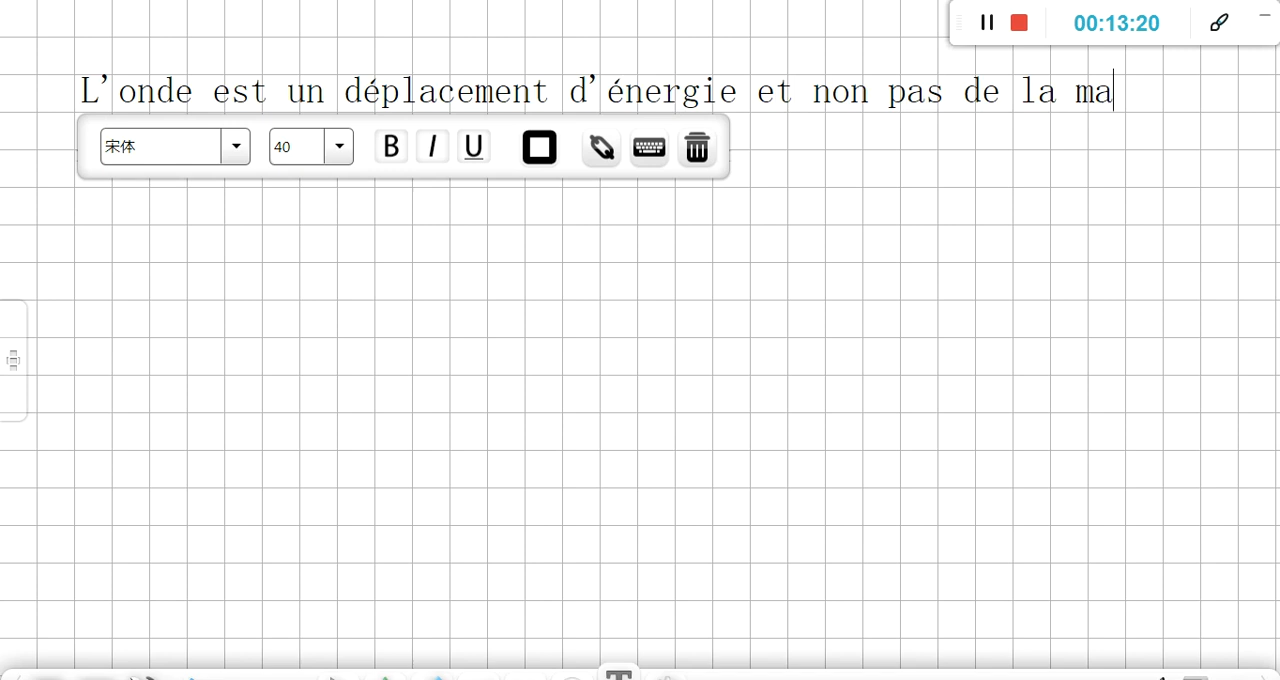 00:13:20
L'onde est un déplacement d'énergie et non pas de la ma
宋体 40 B I U